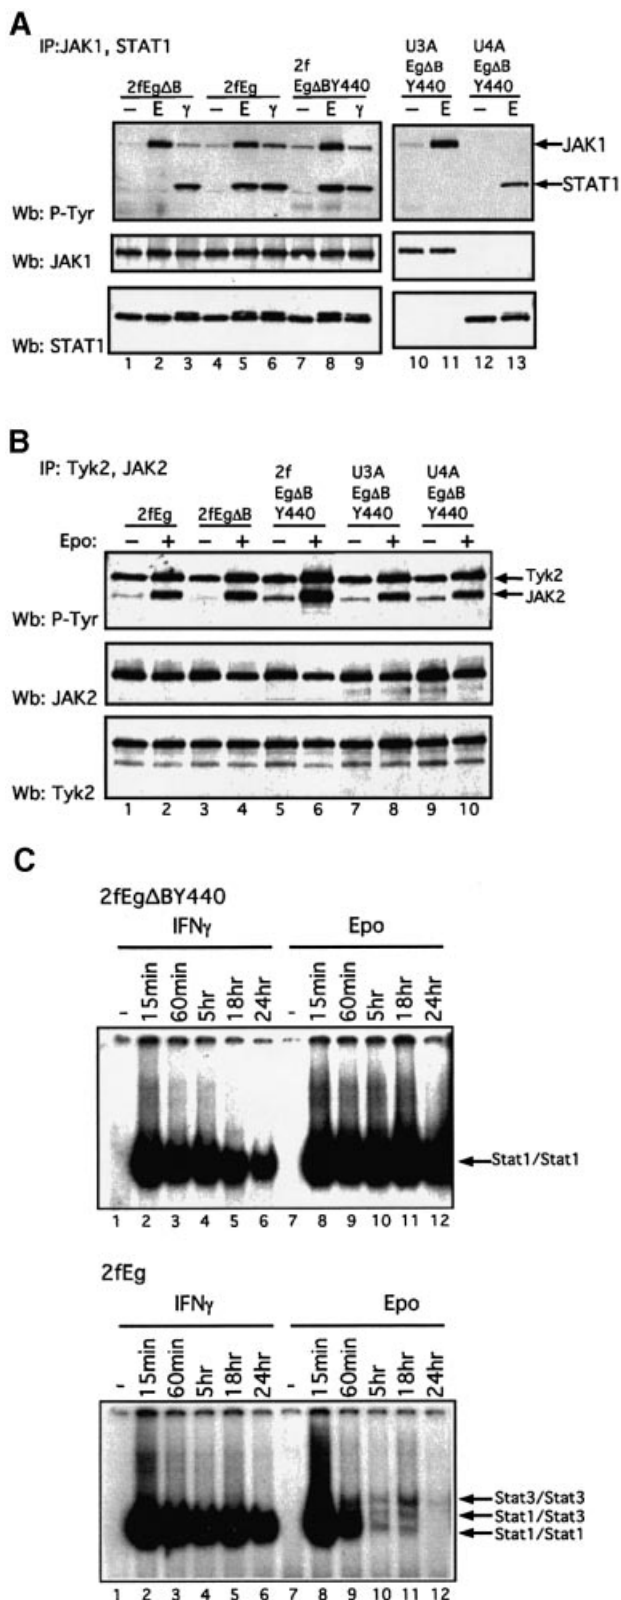 A
IP:JAK1, STAT1
2fEgΔB 2fEg 2f EgΔBY440 U3A EgΔB Y440 U4A EgΔB Y440
– E γ – E γ – E γ – E – E
JAK1
STAT1
Wb: P-Tyr
Wb: JAK1
Wb: STAT1
1 2 3 4 5 6 7 8 9 10 11 12 13
B
IP: Tyk2, JAK2
2fEg 2fEgΔB 2f EgΔB Y440 U3A EgΔB Y440 U4A EgΔB Y440
Epo: – + – + – + – + – +
Tyk2
JAK2
Wb: P-Tyr
Wb: JAK2
Wb: Tyk2
1 2 3 4 5 6 7 8 9 10
C
2fEgΔBY440
IFNγ Epo
- 15min 60min 5hr 18hr 24hr - 15min 60min 5hr 18hr 24hr
Stat1/Stat1
1 2 3 4 5 6 7 8 9 10 11 12
2fEg
IFNγ Epo
- 15min 60min 5hr 18hr 24hr - 15min 60min 5hr 18hr 24hr
Stat3/Stat3
Stat1/Stat3
Stat1/Stat1
1 2 3 4 5 6 7 8 9 10 11 12